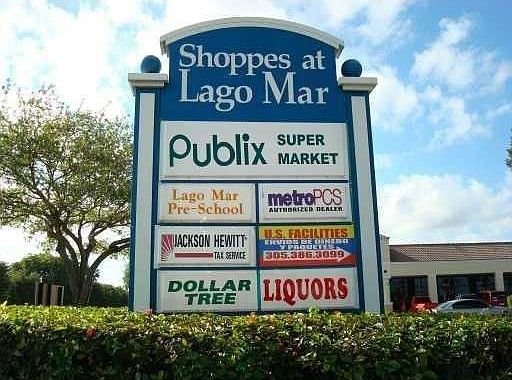 Shoppes at
Lago Mar
Publix SUPER
MARKET
Lago Mar
Pre-School
metroPCS
AUTHORIZED DEALER
JACKSON HEWITT
TAX SERVICE
U.S. FACILITIES
ENVIOS DE DINERO
Y PAQUETES
305.386.3099
DOLLAR
TREE
LIQUORS